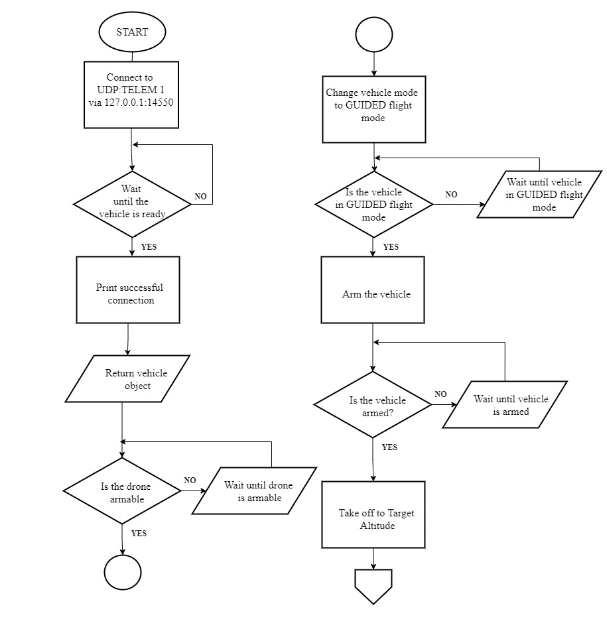 START
Connect to
UDP:TELEM 1
via 127.0.0.1:14550
Wait
until the
vehicle is ready
NO
YES
Print successful
connection
Return vehicle
object
Is the drone
armable
NO
Wait until drone
is armable
YES
Change vehicle mode
to GUIDED flight
mode
Is the vehicle
in GUIDED flight
mode
NO
Wait until vehicle
in GUIDED flight
mode
YES
Arm the vehicle
Is the vehicle
armed?
NO
Wait until vehicle
is armed
YES
Take off to Target
Altitude